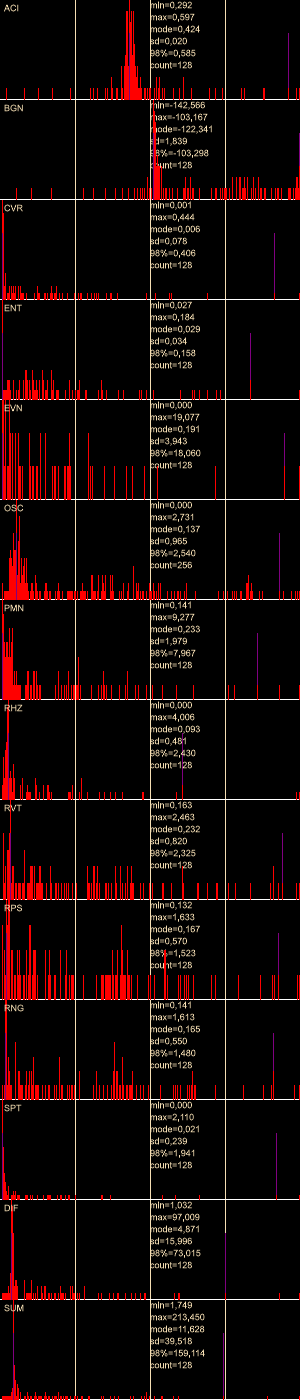 ACI
min=0,292
max=0,597
mode=0,424
sd=0,020
98%=0,585
count=128
BGN
min=-142,566
max=-103,167
mode=-122,341
sd=1,839
98%=-103,298
count=128
CVR
min=0,001
max=0,444
mode=0,006
sd=0,078
98%=0,406
count=128
ENT
min=0,027
max=0,184
mode=0,029
sd=0,034
98%=0,158
count=128
EVN
min=0,000
max=19,077
mode=0,191
sd=3,943
98%=18,060
count=128
OSC
min=0,000
max=2,731
mode=0,137
sd=0,965
98%=2,540
count=256
PMN
min=0,141
max=9,277
mode=0,233
sd=1,979
98%=7,967
count=128
RHZ
min=0,000
max=4,006
mode=0,093
sd=0,481
98%=2,430
count=128
RVT
min=0,163
max=2,463
mode=0,232
sd=0,820
98%=2,325
count=128
RPS
min=0,132
max=1,633
mode=0,167
sd=0,570
98%=1,523
count=128
RNG
min=0,141
max=1,613
mode=0,165
sd=0,550
98%=1,480
count=128
SPT
min=0,000
max=2,110
mode=0,021
sd=0,239
98%=1,941
count=128
DIF
min=1,032
max=97,009
mode=4,871
sd=15,996
98%=73,015
count=128
SUM
min=1,749
max=213,450
mode=11,628
sd=39,518
98%=159,114
count=128